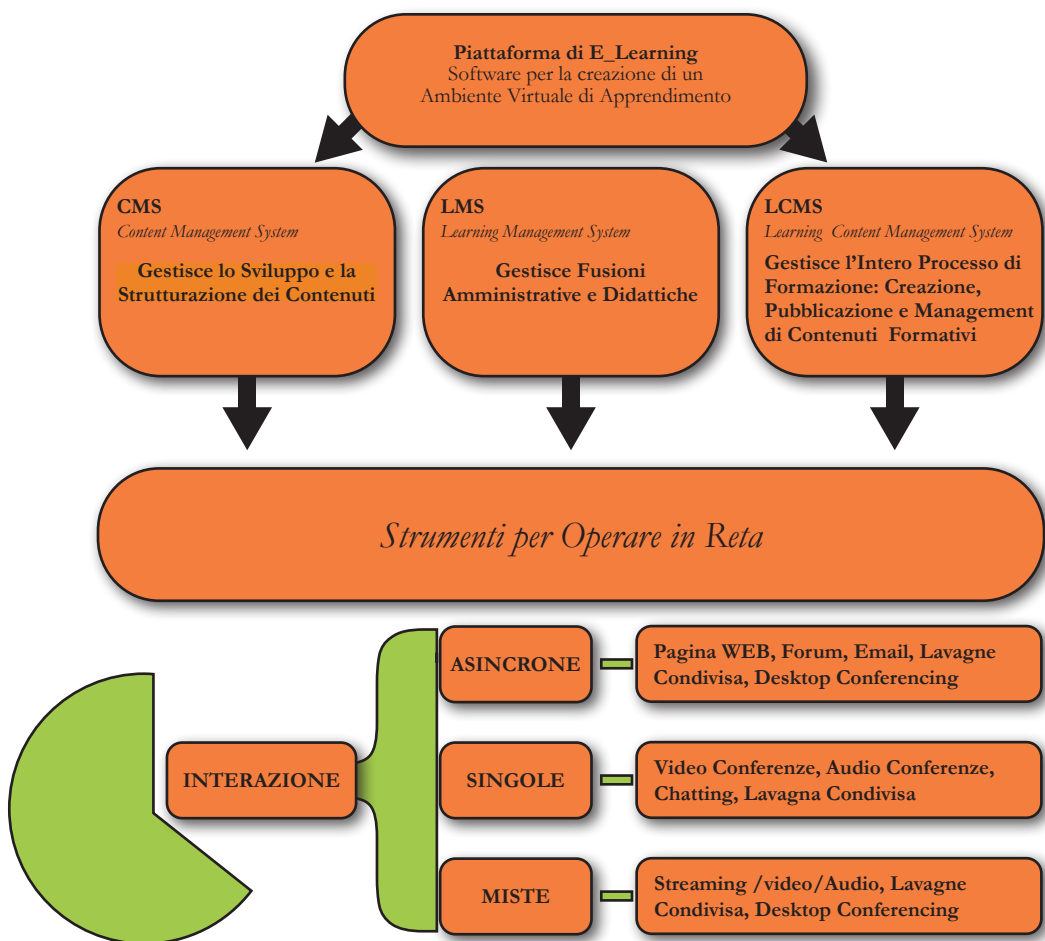 Piattaforma di E_Learning
Software per la creazione di un
Ambiente Virtuale di Apprendimento
CMS
Content Management System
Gestisce lo Sviluppo e la
Strutturazione dei Contenuti
LMS
Learning Management System
Gestisce Fusioni
Amministrative e Didattiche
LCMS
Learning Content Management System
Gestisce l'Intero Processo di
Formazione: Creazione,
Pubblicazione e Management
di Contenuti Formativi
Strumenti per Operare in Reta
INTERAZIONE
ASINCRONE
Pagina WEB, Forum, Email, Lavagne
Condivisa, Desktop Conferencing
SINGOLE
Video Conferenze, Audio Conferenze,
Chatting, Lavagna Condivisa
MISTE
Streaming /video/Audio, Lavagne
Condivisa, Desktop Conferencing